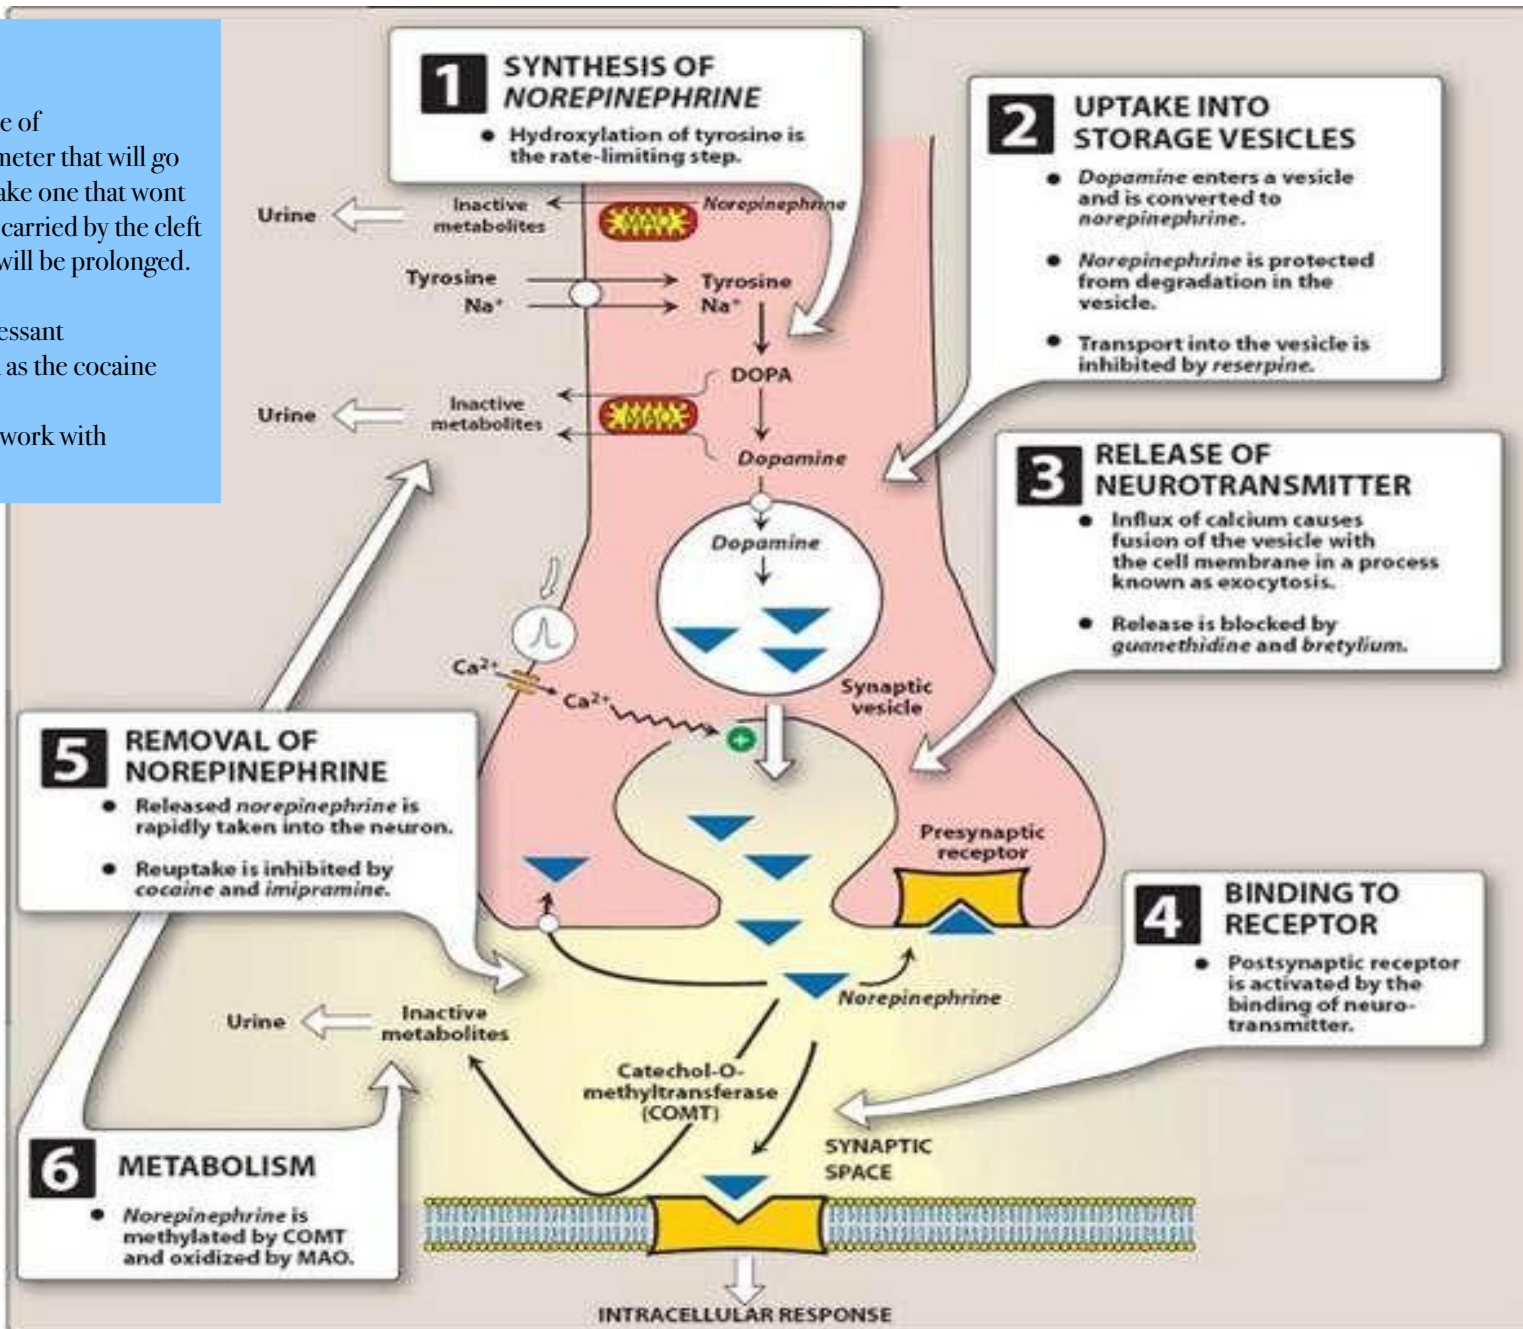 e of
meter that will go
ake one that wont
carried by the cleft
will be prolonged.
essant
as the cocaine
work with
1 SYNTHESIS OF
NOREPINEPHRINE
• Hydroxylation of tyrosine is
the rate-limiting step.
2 UPTAKE INTO
STORAGE VESICLES
• Dopamine enters a vesicle
and is converted to
norepinephrine.
• Norepinephrine is protected
from degradation in the
vesicle.
• Transport into the vesicle is
inhibited by reserpine.
Urine
Inactive
metabolites
MAO
Norepinephrine
Tyrosine
Tyrosine
Na⁺
Na⁺
DOPA
Urine
Inactive
metabolites
MAO
Dopamine
3 RELEASE OF
NEUROTRANSMITTER
• Influx of calcium causes
fusion of the vesicle with
the cell membrane in a process
known as exocytosis.
• Release is blocked by
guanethidine and bretylium.
Dopamine
Ca²⁺
Ca²⁺
Synaptic
vesicle
+
5 REMOVAL OF
NOREPINEPHRINE
• Released norepinephrine is
rapidly taken into the neuron.
• Reuptake is inhibited by
cocaine and imipramine.
Presynaptic
receptor
4 BINDING TO
RECEPTOR
• Postsynaptic receptor
is activated by the
binding of neuro-
transmitter.
Norepinephrine
Urine
Inactive
metabolites
Catechol-O-
methyltransferase
(COMT)
SYNAPTIC
SPACE
6 METABOLISM
• Norepinephrine is
methylated by COMT
and oxidized by MAO.
INTRACELLULAR RESPONSE